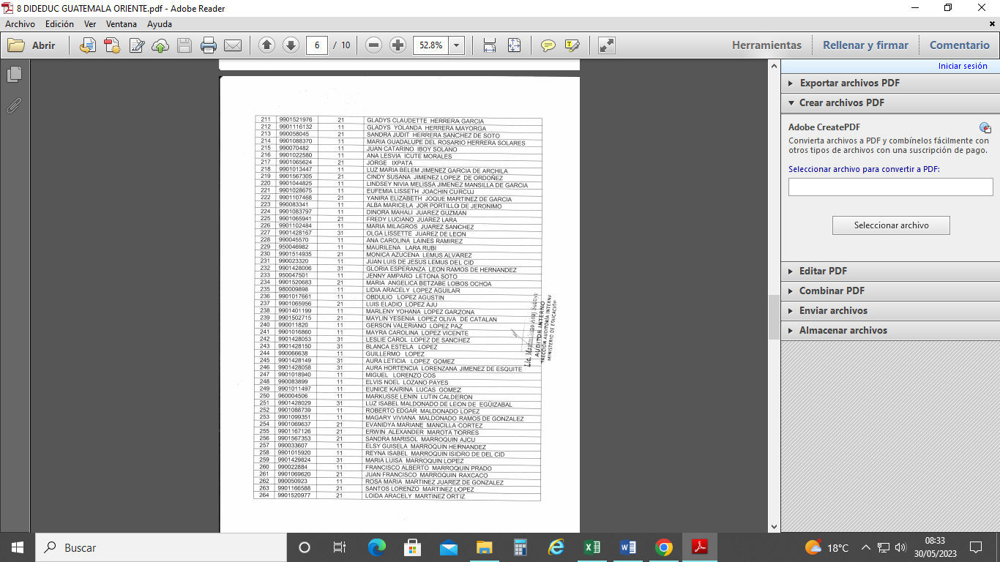 8 DIDEDUC GUATEMALA ORIENTE.pdf - Adobe Reader
Archivo Edición Ver Ventana Ayuda
Abrir 6 / 10 52.8% Herramientas Rellenar y firmar Comentario
Iniciar sesión
Exportar archivos PDF
Crear archivos PDF
Adobe CreatePDF
Convierta archivos a PDF y combínelos fácilmente con
otros tipos de archivos con una suscripción de pago.
Seleccionar archivo para convertir a PDF:
Seleccionar archivo
Editar PDF
Combinar PDF
Enviar archivos
Almacenar archivos
211 9901521976 21 GLADYS CLAUDETTE HERRERA GARCIA
212 9901116132 11 GLADYS YOLANDA HERRERA MAYORGA
213 990058045 21 SANDRA JUDIT HERRERA SANCHEZ DE SOTO
214 9901088370 11 MARIA GUADALUPE DEL ROSARIO HERRERA SOLARES
215 990070482 11 JUAN CATARINO IBOY SOLANO
216 9901022580 11 ANA LESVIA ICUTE MORALES
217 9901065624 21 JORGE IXPATA
218 9901013447 11 LUZ MARIA BELEM JIMENEZ GARCIA DE ARCHILA
219 9901567305 21 CINDY SUSANA JIMENEZ LOPEZ DE ORDOÑEZ
220 9901044825 11 LINDSEY NIVIA MELISSA JIMENEZ MANSILLA DE GARCIA
221 9901028675 11 EUFEMIA LISSETH JOACHIN CURCUJ
222 9901107468 21 YANIRA ELIZABETH JOQUE MARTINEZ DE GARCIA
223 990083341 11 ALBA MARICELA JOR PORTILLO DE JERONIMO
224 9901083797 11 DINORA MAHALI JUAREZ GUZMAN
225 9901065941 21 FREDY LUCIANO JUAREZ LARA
226 9901102484 11 MARIA MILAGROS JUAREZ SANCHEZ
227 9901428167 31 OLGA LISSETTE JUAREZ DE LEON
228 990045570 11 ANA CAROLINA LAINES RAMIREZ
229 950046982 11 MAURILENA LARA RUBI
230 9901514935 21 MONICA AZUCENA LEMUS ALVAREZ
231 990023320 11 JUAN LUIS DE JESUS LEMUS DEL CID
232 9901428006 31 GLORIA ESPERANZA LEON RAMOS DE HERNANDEZ
233 950047501 11 JENNY AMPARO LETONA SOTO
234 9901520683 21 MARIA ANGELICA BETZABE LOBOS OCHOA
235 980009898 11 LIDIA ARACELY LOPEZ AGUILAR
236 9901017661 11 OBDULIO LOPEZ AGUSTIN
237 9901065956 21 LUIS ELADIO LOPEZ AJU
238 9901401199 11 MARLENY YOHANA LOPEZ GARZONA
239 9901502715 21 MAYLIN YESENIA LOPEZ OLIVA DE CATALAN
240 990011820 11 GERSON VALERIANO LOPEZ PAZ
241 9901016860 11 MAYRA CAROLINA LOPEZ VICENTE
242 9901428053 31 LESLIE CAROL LOPEZ DE SANCHEZ
243 9901428150 31 BLANCA ESTELA LOPEZ
244 990066638 11 GUILLERMO LOPEZ
245 9901428149 31 AURA LETICIA LOPEZ GOMEZ
246 9901428058 31 AURA HORTENCIA LORENZANA JIMENEZ DE ESQUITE
247 9901018940 11 MIGUEL LORENZO COS
248 990083899 11 ELVIS NOEL LOZANO PAYES
249 9901011497 11 EUNICE KAIRINA LUCAS GOMEZ
250 960004506 11 MARKUSSE LENIN LUTIN CALDERON
251 9901428029 31 LUZ ISABEL MALDONADO DE LEON DE EGÜIZABAL
252 9901088739 11 ROBERTO EDGAR MALDONADO LOPEZ
253 9901099351 11 MAGARY VIVIANA MALDONADO RAMOS DE GONZALEZ
254 9901069637 21 EVANIDYA MARIANE MANCILLA CORTEZ
255 9901167126 21 ERWIN ALEXANDER MAROTA TORRES
256 9901567353 21 SANDRA MARISOL MARROQUIN AJCU
257 990033607 11 ELSY GUISELA MARROQUIN HERNANDEZ
258 9901015920 11 REYNA ISABEL MARROQUIN ISIDRO DE DEL CID
259 9901429824 31 MARIA LUISA MARROQUIN LOPEZ
260 990022884 11 FRANCISCO ALBERTO MARROQUIN PRADO
261 9901069620 21 JUAN FRANCISCO MARROQUIN RAXCACO
262 990050923 11 ROSA MARIA MARTINEZ JUAREZ DE GONZALEZ
263 9901166588 21 SANTOS LORENZO MARTINEZ LOPEZ
264 9901520977 21 LOIDA ARACELY MARTINEZ ORTIZ
AUDITOR INTERNO
AUDITORÍA INTERNA
MINISTERIO DE EDUCACIÓN
Buscar
18°C
08:33
30/05/2023